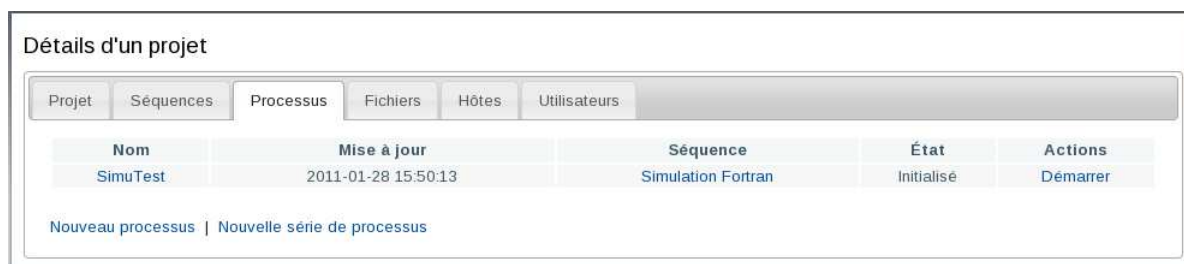 Détails d'un projet
Projet Séquences Processus Fichiers Hôtes Utilisateurs
Nom Mise à jour Séquence État Actions
SimuTest 2011-01-28 15:50:13 Simulation Fortran Initialisé Démarrer
Nouveau processus | Nouvelle série de processus